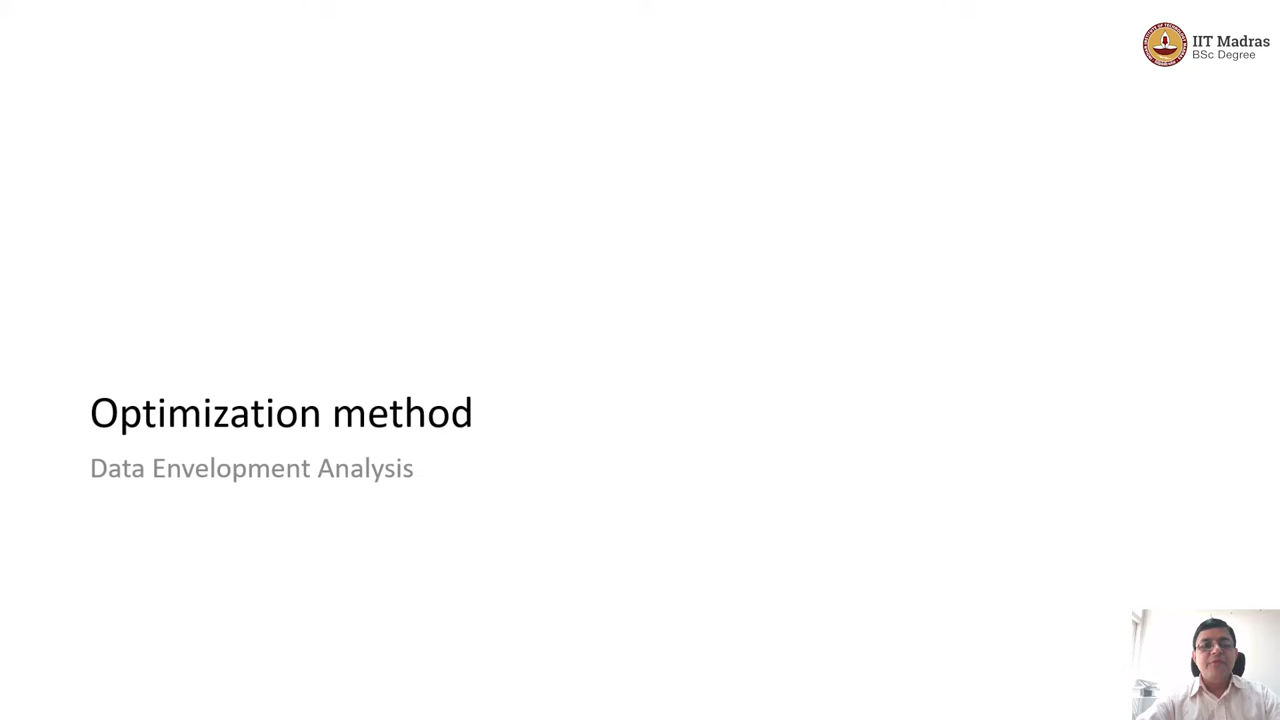 IIT Madras
BSc Degree
Optimization method
Data Envelopment Analysis